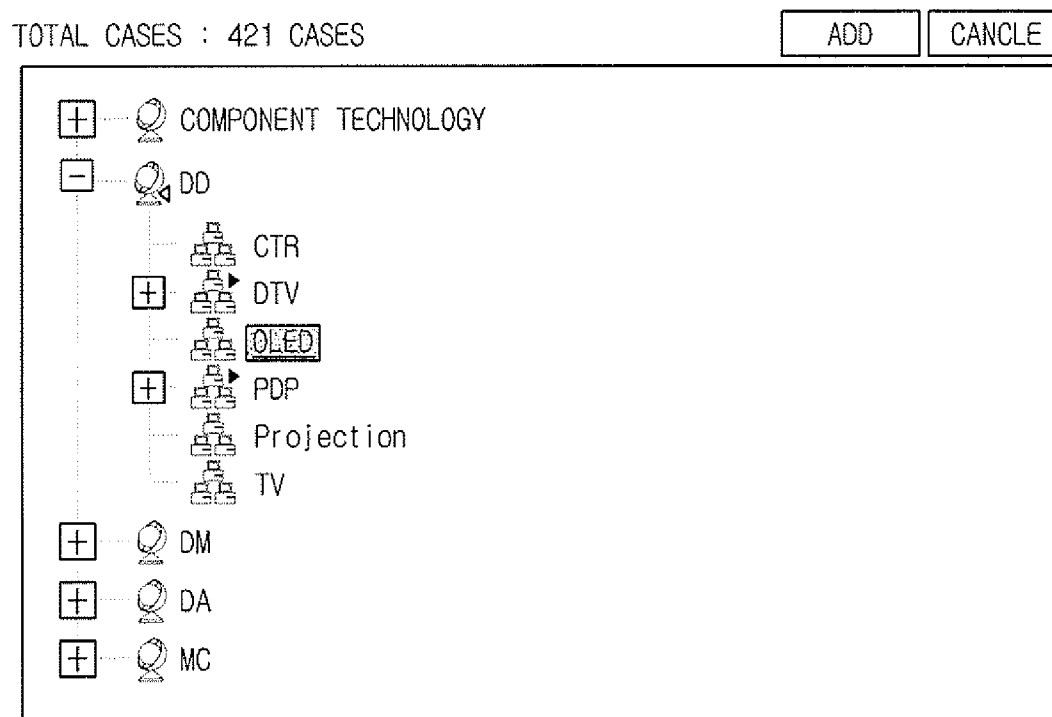 TOTAL CASES : 421 CASES ADD CANCLE
COMPONENT TECHNOLOGY
DD
CTR
DTV
OLED
PDP
Projection
TV
DM
DA
MC